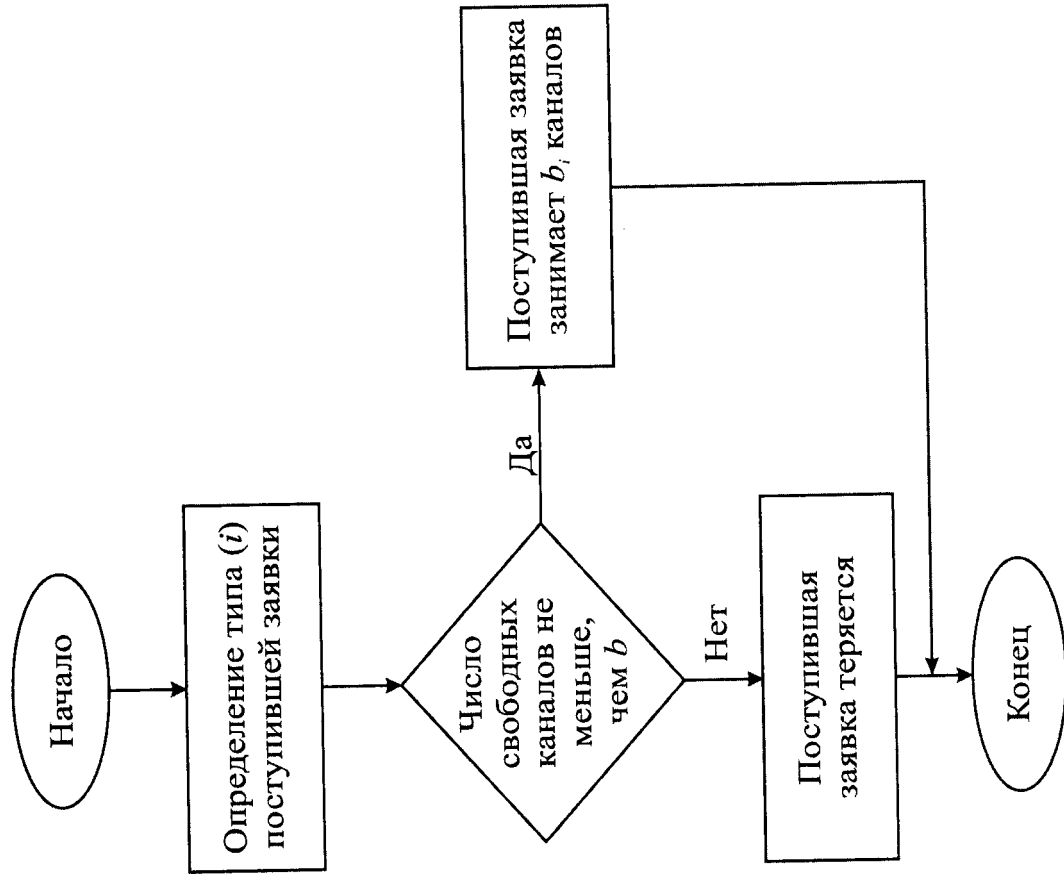 Начало
Определение типа (i)
поступившей заявки
Число
свободных
каналов не
меньше,
чем b
Да
Поступившая заявка
занимает bᵢ каналов
Нет
Поступившая
заявка теряется
Конец